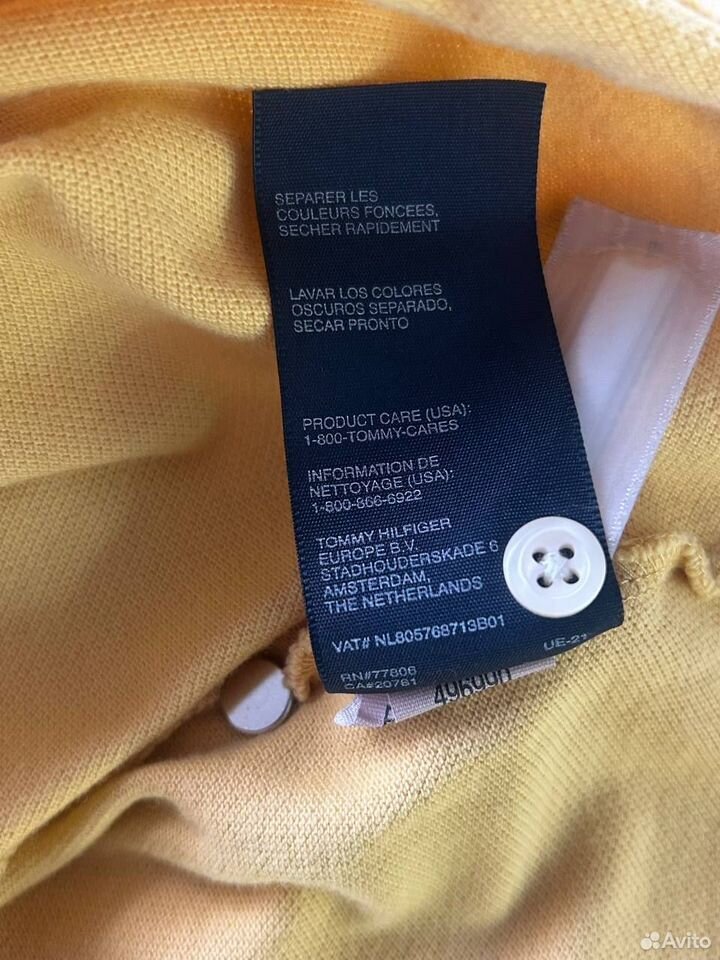 SEPARER LES
COULEURS FONCEES,
SECHER RAPIDEMENT
LAVAR LOS COLORES
OSCUROS SEPARADO,
SECAR PRONTO
PRODUCT CARE (USA):
1-800-TOMMY-CARES
INFORMATION DE
NETTOYAGE (USA):
1-800-866-6922
TOMMY HILFIGER
EUROPE B.V.
STADHOUDERSKADE 6
AMSTERDAM,
THE NETHERLANDS
VAT# NL805768713B01
UE-21
RN#77806
CA#20761
Avito